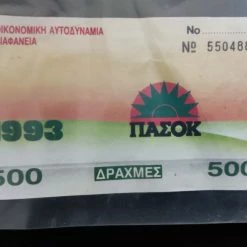 ΟΙΚΟΝΟΜΙΚΗ ΑΥΤΟΔΥΝΑΜΙΑ
ΔΙΑΦΑΝΕΙΑ
No
№ 550488
1993
ΠΑΣΟΚ
500 ΔΡΑΧΜΕΣ 500